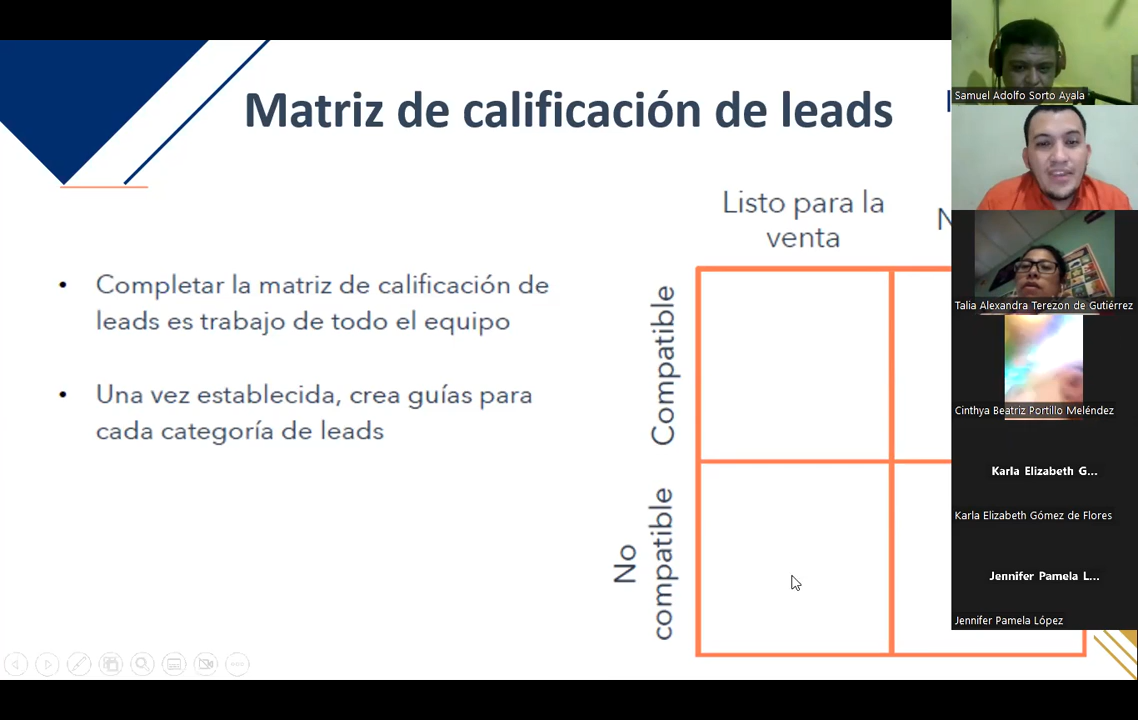 Matriz de calificación de leads
Listo para la
venta
N
Compatible
No
compatible
• Completar la matriz de calificación de
leads es trabajo de todo el equipo
• Una vez establecida, crea guías para
cada categoría de leads
Samuel Adolfo Sorto Ayala
Talia Alexandra Terezon de Gutiérrez
Cinthya Beatriz Portillo Meléndez
Karla Elizabeth G...
Karla Elizabeth Gómez de Flores
Jennifer Pamela L...
Jennifer Pamela López